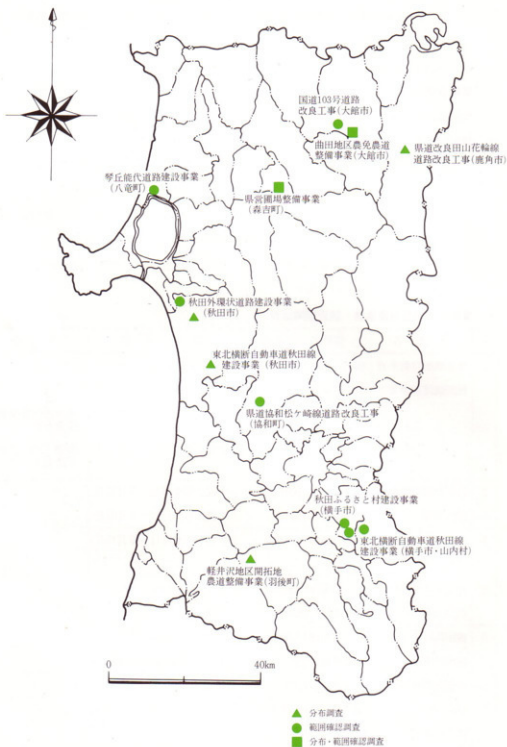 国道103号道路
改良工事(大館市)
曲田地区農免農道
整備事業(大館市)
県道改良田山花輪線
道路改良工事(鹿角市)
琴丘能代道路建設事業
(八竜町)
県営圃場整備事業
(森吉町)
秋田外環状道路建設事業
(秋田市)
東北横断自動車道秋田線
建設事業(秋田市)
県道協和松ケ崎線道路改良工事
(協和町)
秋田ふるさと村建設事業
(横手市)
東北横断自動車道秋田線
建設事業(横手市・山内村)
軽井沢地区開拓地
農道整備事業(羽後町)
0 40km
分布調査
範囲確認調査
分布・範囲確認調査